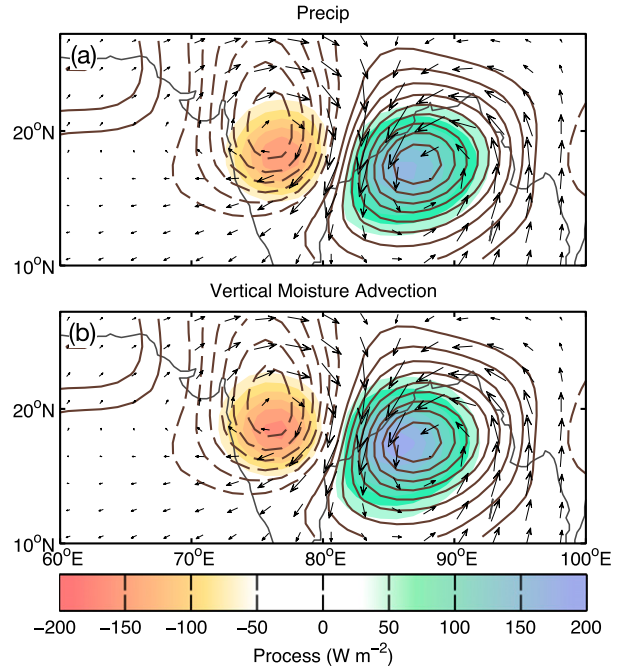 Precip
(a)
20°N
10°N
Vertical Moisture Advection
(b)
20°N
10°N
60°E 70°E 80°E 90°E 100°E
−200 −150 −100 −50 0 50 100 150 200
Process (W m⁻²)